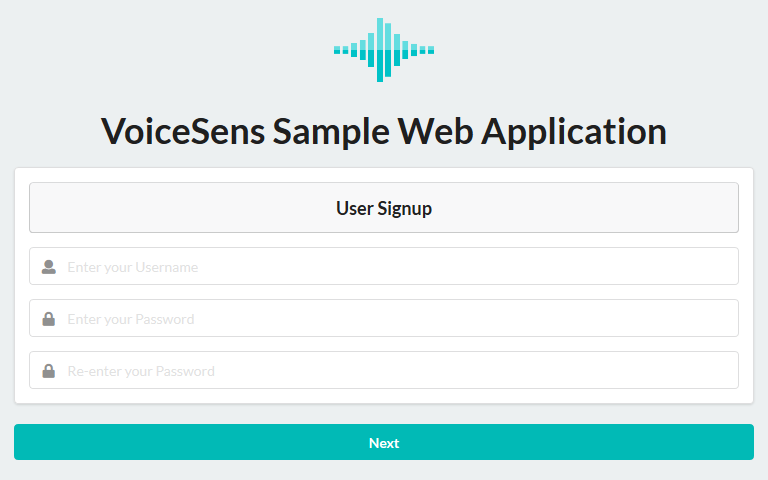 VoiceSens Sample Web Application
User Signup
Enter your Username
Enter your Password
Re-enter your Password
Next